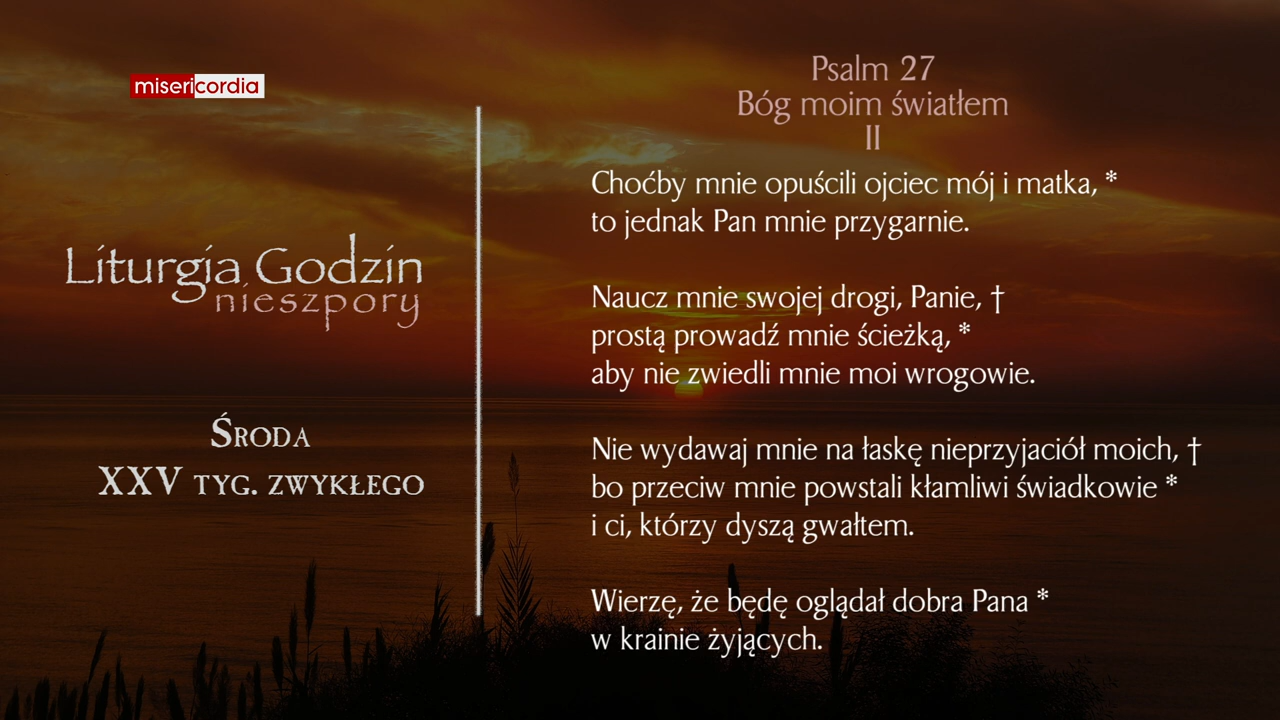 misericordia
Liturgia Godzin
nieszpory
Środa
XXV tyg. zwykłego
Psalm 27
Bóg moim światłem
II
Choćby mnie opuścili ojciec mój i matka, *
to jednak Pan mnie przygarnie.
Naucz mnie swojej drogi, Panie, †
prostą prowadź mnie ścieżką, *
aby nie zwiedli mnie moi wrogowie.
Nie wydawaj mnie na łaskę nieprzyjaciół moich, †
bo przeciw mnie powstali kłamliwi świadkowie *
i ci, którzy dyszą gwałtem.
Wierzę, że będę oglądał dobra Pana *
w krainie żyjących.